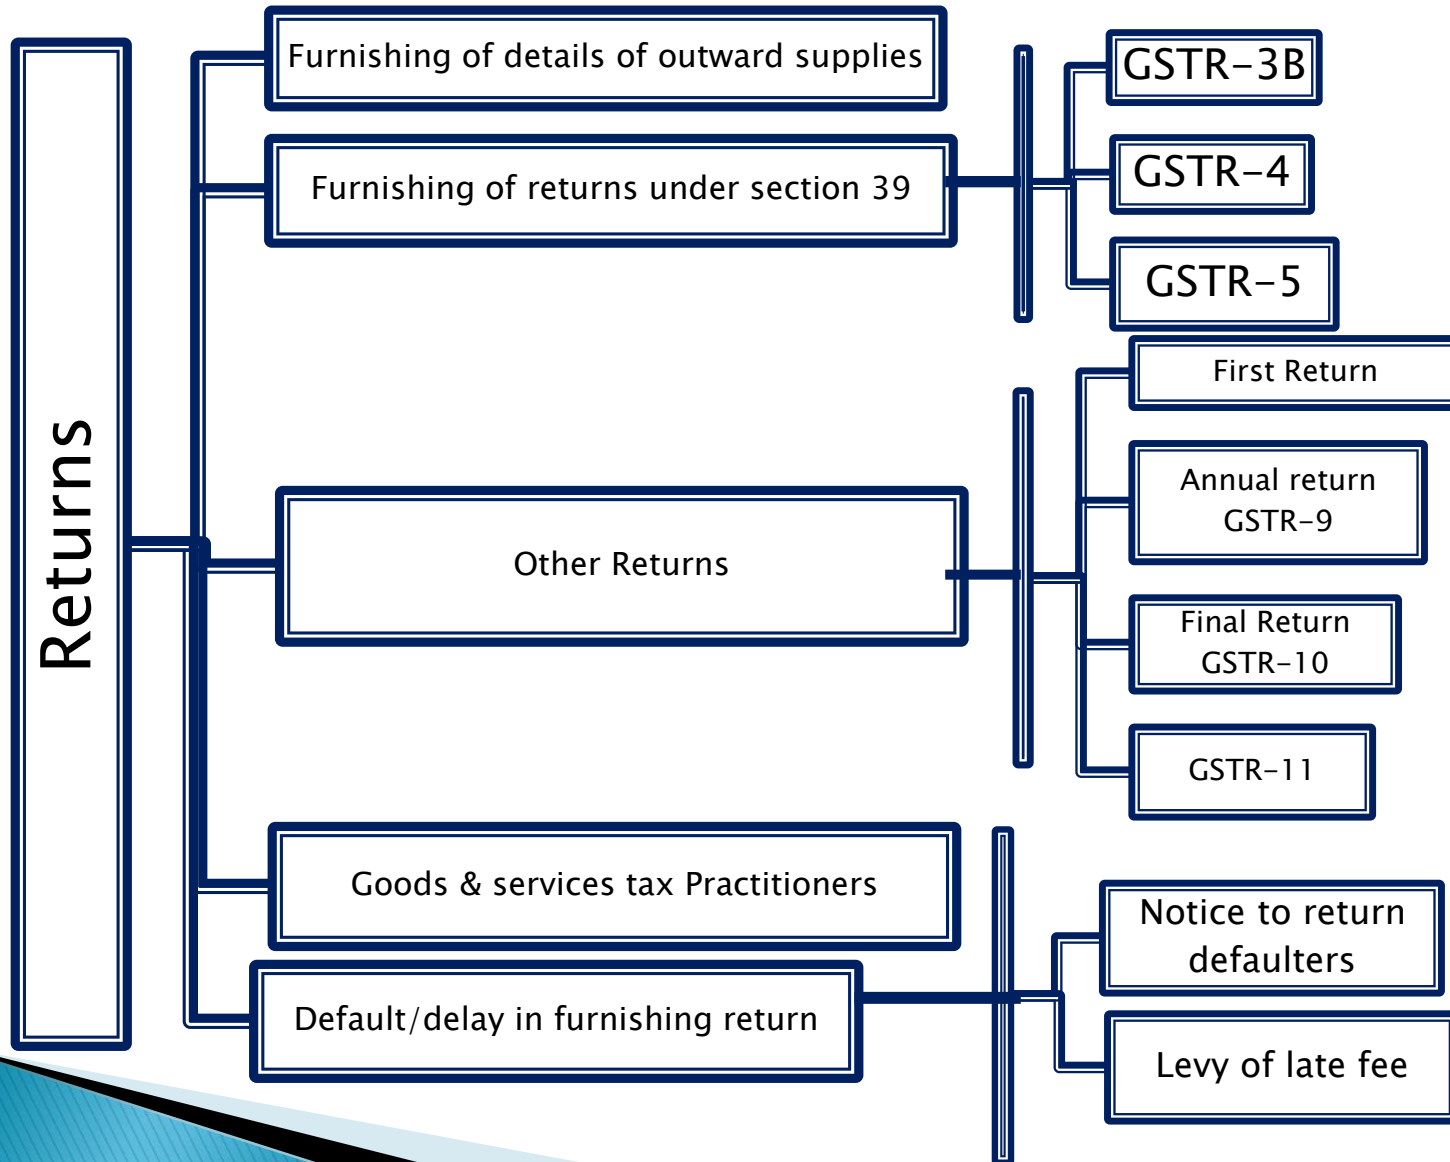 Returns
Furnishing of details of outward supplies
Furnishing of returns under section 39
GSTR-3B
GSTR-4
GSTR-5
Other Returns
First Return
Annual return
GSTR-9
Final Return
GSTR-10
GSTR-11
Goods & services tax Practitioners
Default/delay in furnishing return
Notice to return
defaulters
Levy of late fee